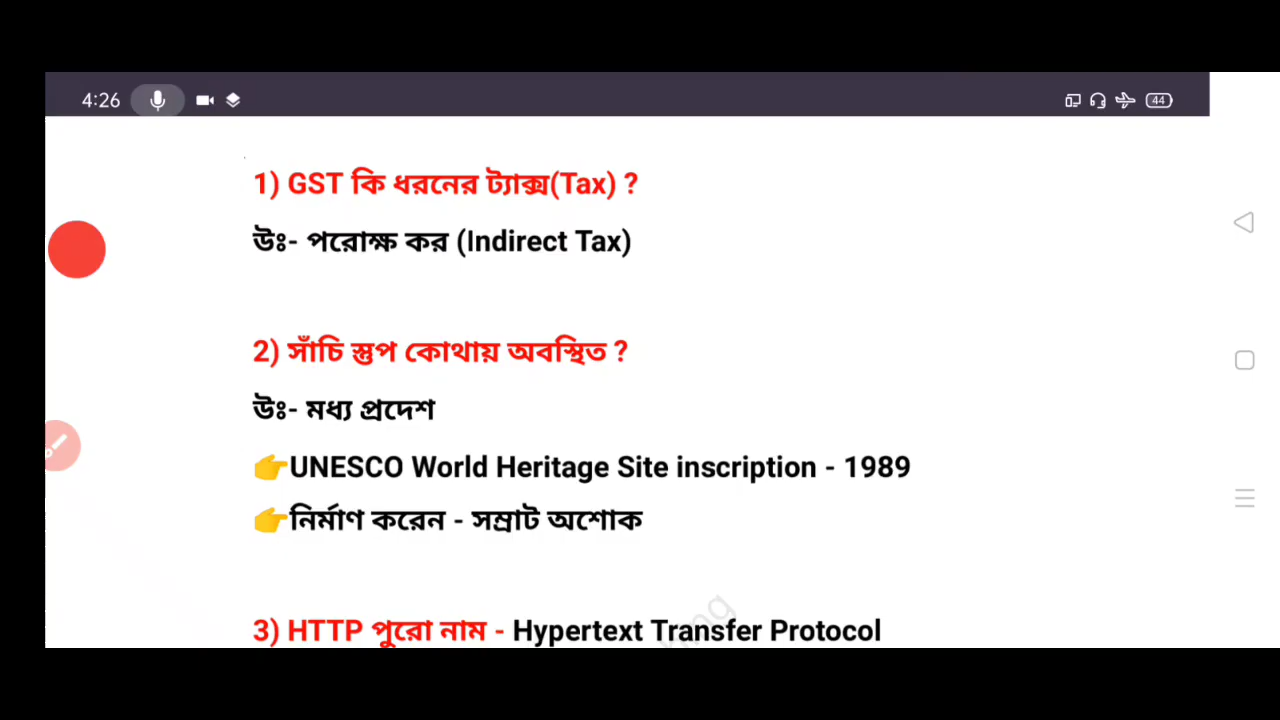 4:26
44
1) GST কি ধরনের ট্যাক্স(Tax) ?
উঃ- পরোক্ষ কর (Indirect Tax)
2) সাঁচি স্তুপ কোথায় অবস্থিত ?
উঃ- মধ্য প্রদেশ
👉UNESCO World Heritage Site inscription - 1989
👉নির্মাণ করেন - সম্রাট অশোক
3) HTTP পুরো নাম - Hypertext Transfer Protocol